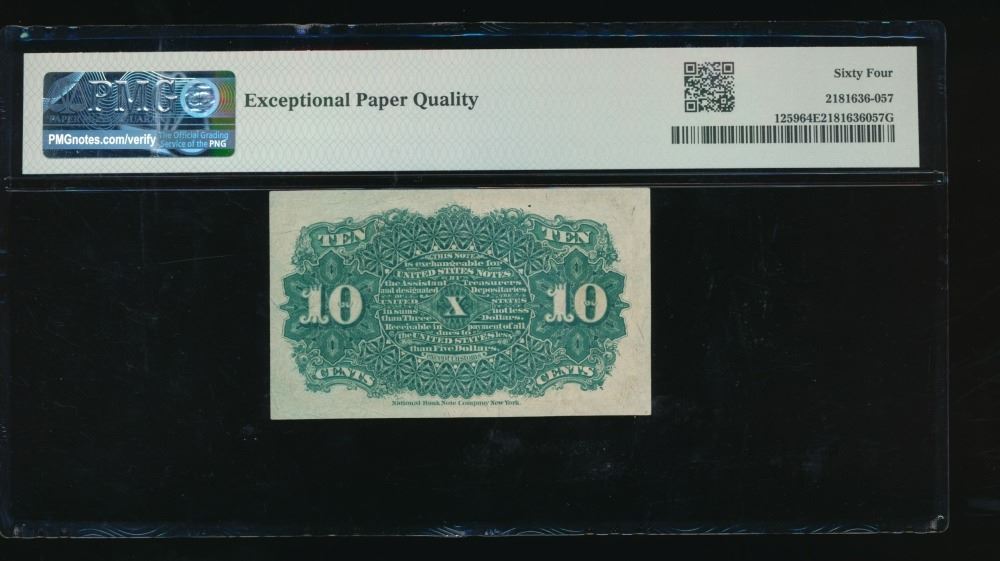 PMG
PAPER MONEY GUARANTY
PMGnotes.com/verify
The Official Grading
Service of the PNG
Exceptional Paper Quality
Sixty Four
2181636-057
125964E2181636057G
TEN TEN
THIS NOTE
is exchangeable for
UNITED STATES NOTES
BY THE
the Assistant Treasurers
and designated Depositaries
OF THE
UNITED STATES
in sums not less
than Three Dollars.
Receivable in payment of all
dues to
the UNITED STATES less
than Five Dollars.
EXCEPT CUSTOMS
10 X 10
CENTS CENTS
National Bank Note Company New York.